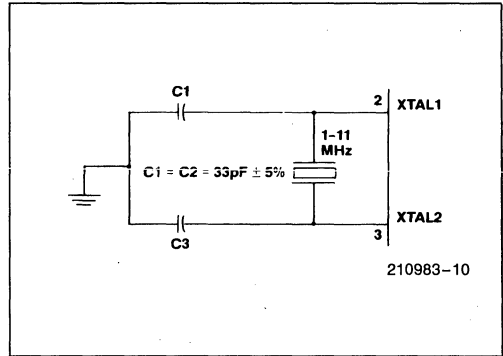 C1
2 XTAL1
1-11
MHz
C1 = C2 = 33pF ± 5%
XTAL2
3
C3
210983-10